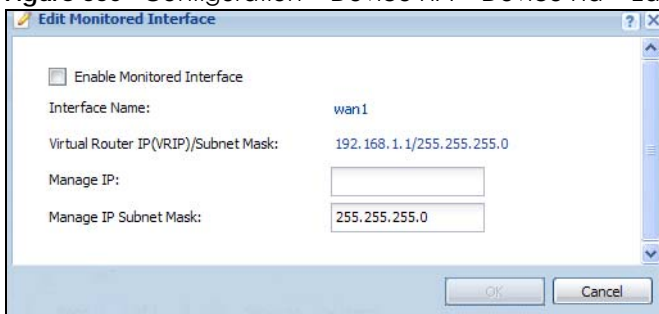 Edit Monitored Interface
Enable Monitored Interface
Interface Name: wan1
Virtual Router IP(VRIP)/Subnet Mask: 192.168.1.1/255.255.255.0
Manage IP:
Manage IP Subnet Mask: 255.255.255.0
OK Cancel